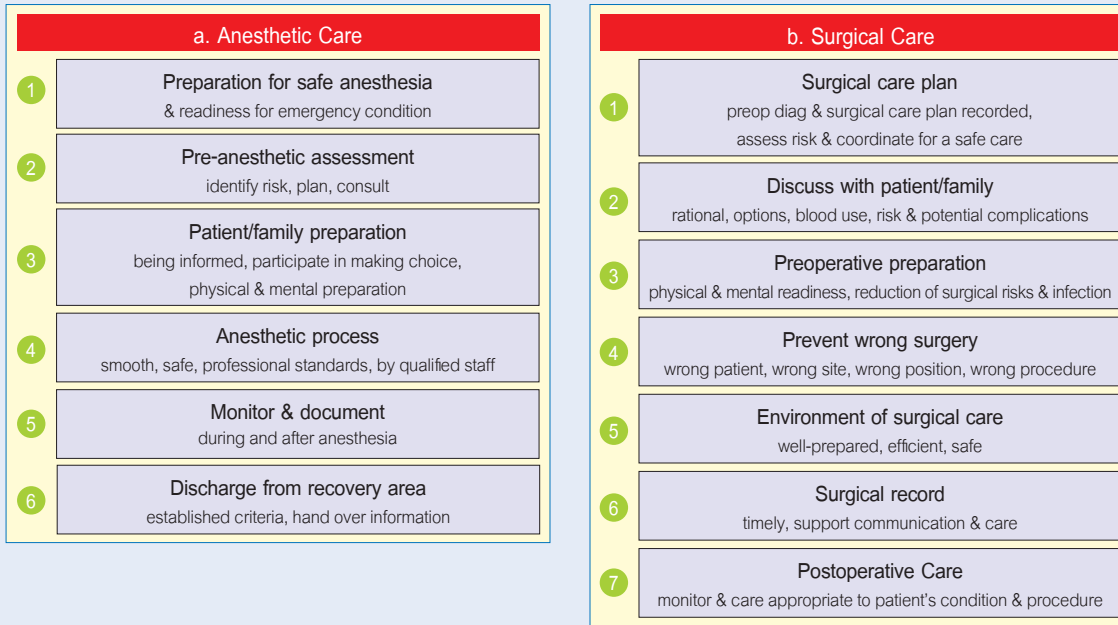 a. Anesthetic Care
1
Preparation for safe anesthesia
& readiness for emergency condition
2
Pre-anesthetic assessment
identify risk, plan, consult
3
Patient/family preparation
being informed, participate in making choice,
physical & mental preparation
4
Anesthetic process
smooth, safe, professional standards, by qualified staff
5
Monitor & document
during and after anesthesia
6
Discharge from recovery area
established criteria, hand over information
b. Surgical Care
1
Surgical care plan
preop diag & surgical care plan recorded,
assess risk & coordinate for a safe care
2
Discuss with patient/family
rational, options, blood use, risk & potential complications
3
Preoperative preparation
physical & mental readiness, reduction of surgical risks & infection
4
Prevent wrong surgery
wrong patient, wrong site, wrong position, wrong procedure
5
Environment of surgical care
well-prepared, efficient, safe
6
Surgical record
timely, support communication & care
7
Postoperative Care
monitor & care appropriate to patient's condition & procedure